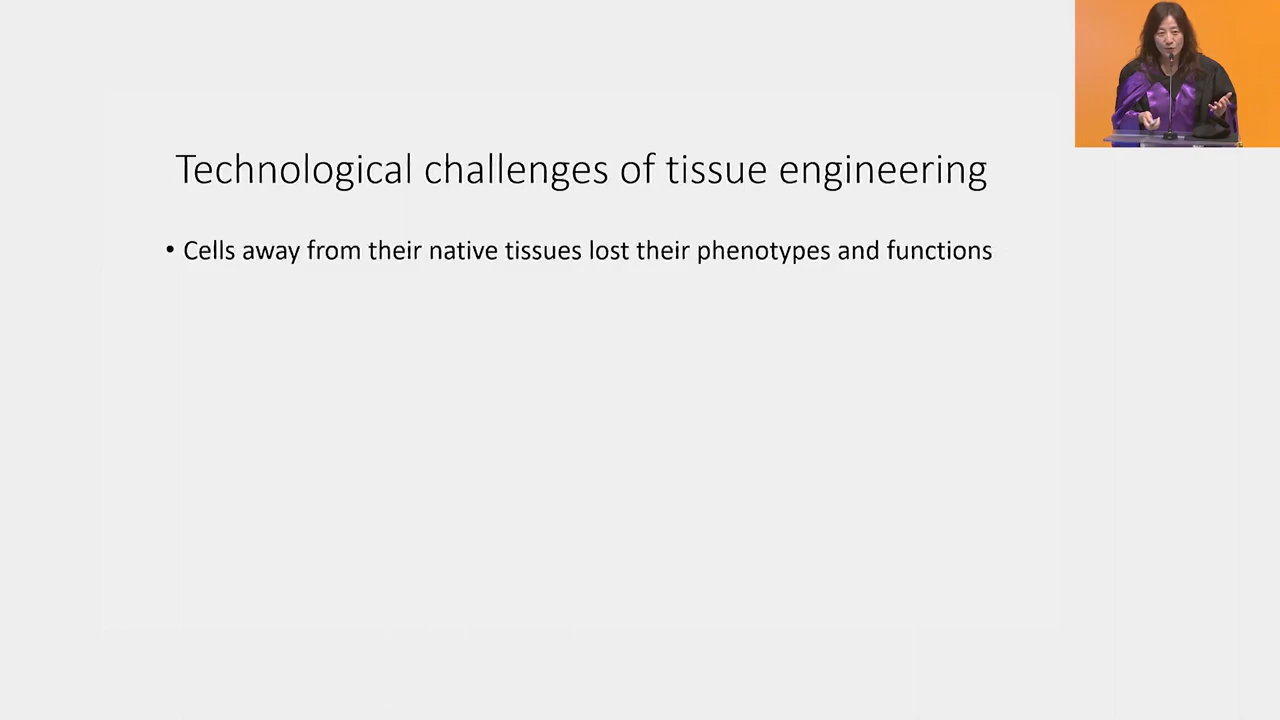 Technological challenges of tissue engineering
• Cells away from their native tissues lost their phenotypes and functions